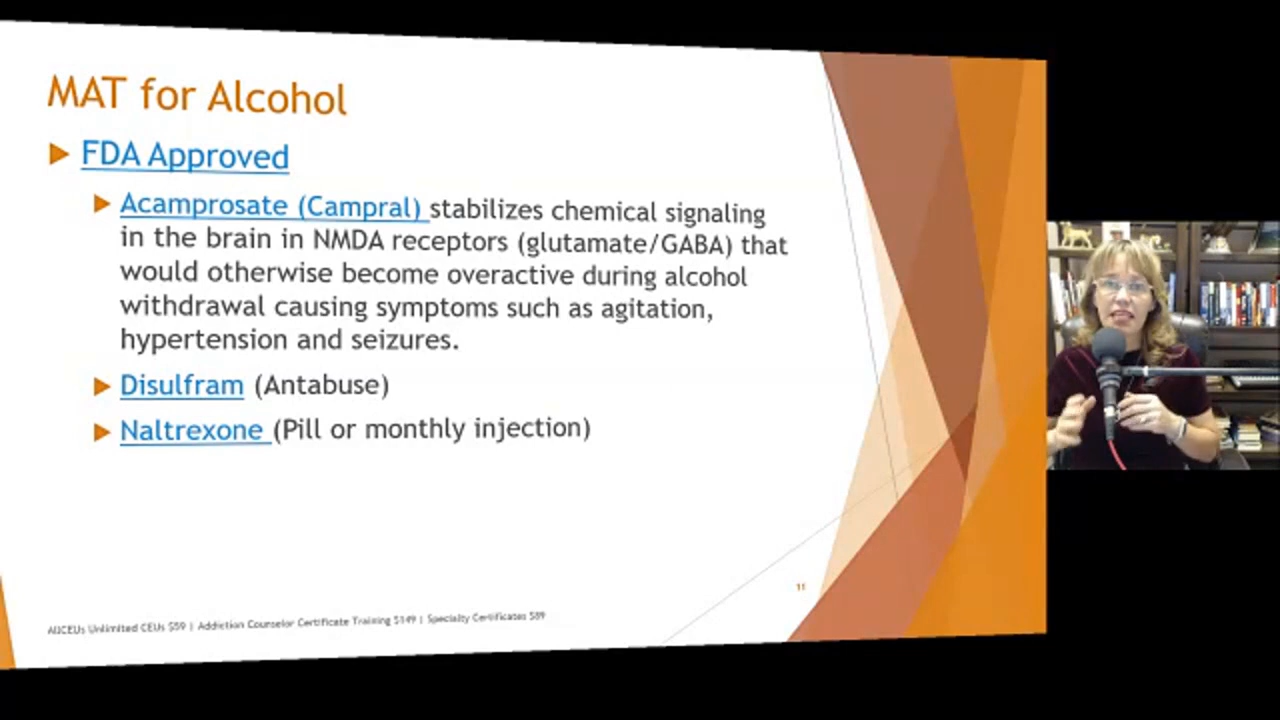 MAT for Alcohol
FDA Approved
Acamprosate (Campral) stabilizes chemical signaling
in the brain in NMDA receptors (glutamate/GABA) that
would otherwise become overactive during alcohol
withdrawal causing symptoms such as agitation,
hypertension and seizures.
Disulfram (Antabuse)
Naltrexone (Pill or monthly injection)
11
AllCEUs Unlimited CEUs $59 | Addiction Counselor Certificate Training $149 | Specialty Certificates $89